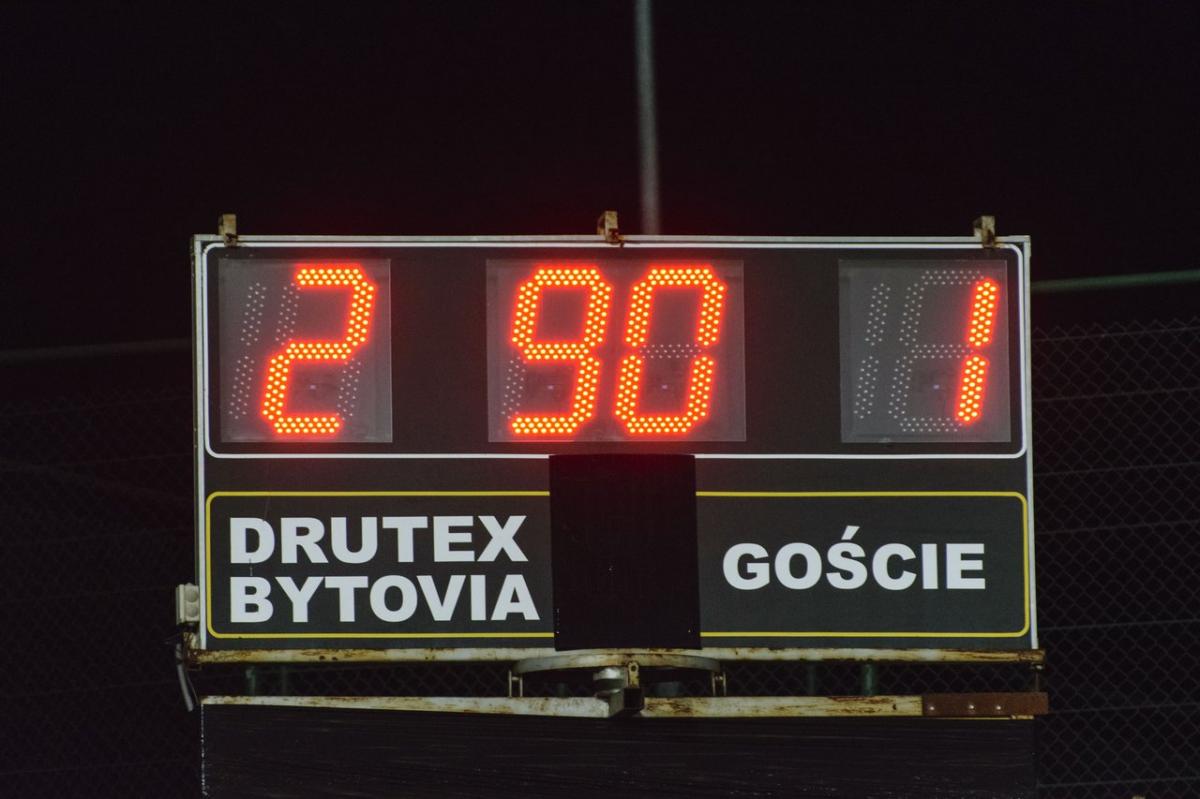 2 90 1
DRUTEX
BYTOVIA
GOŚCIE